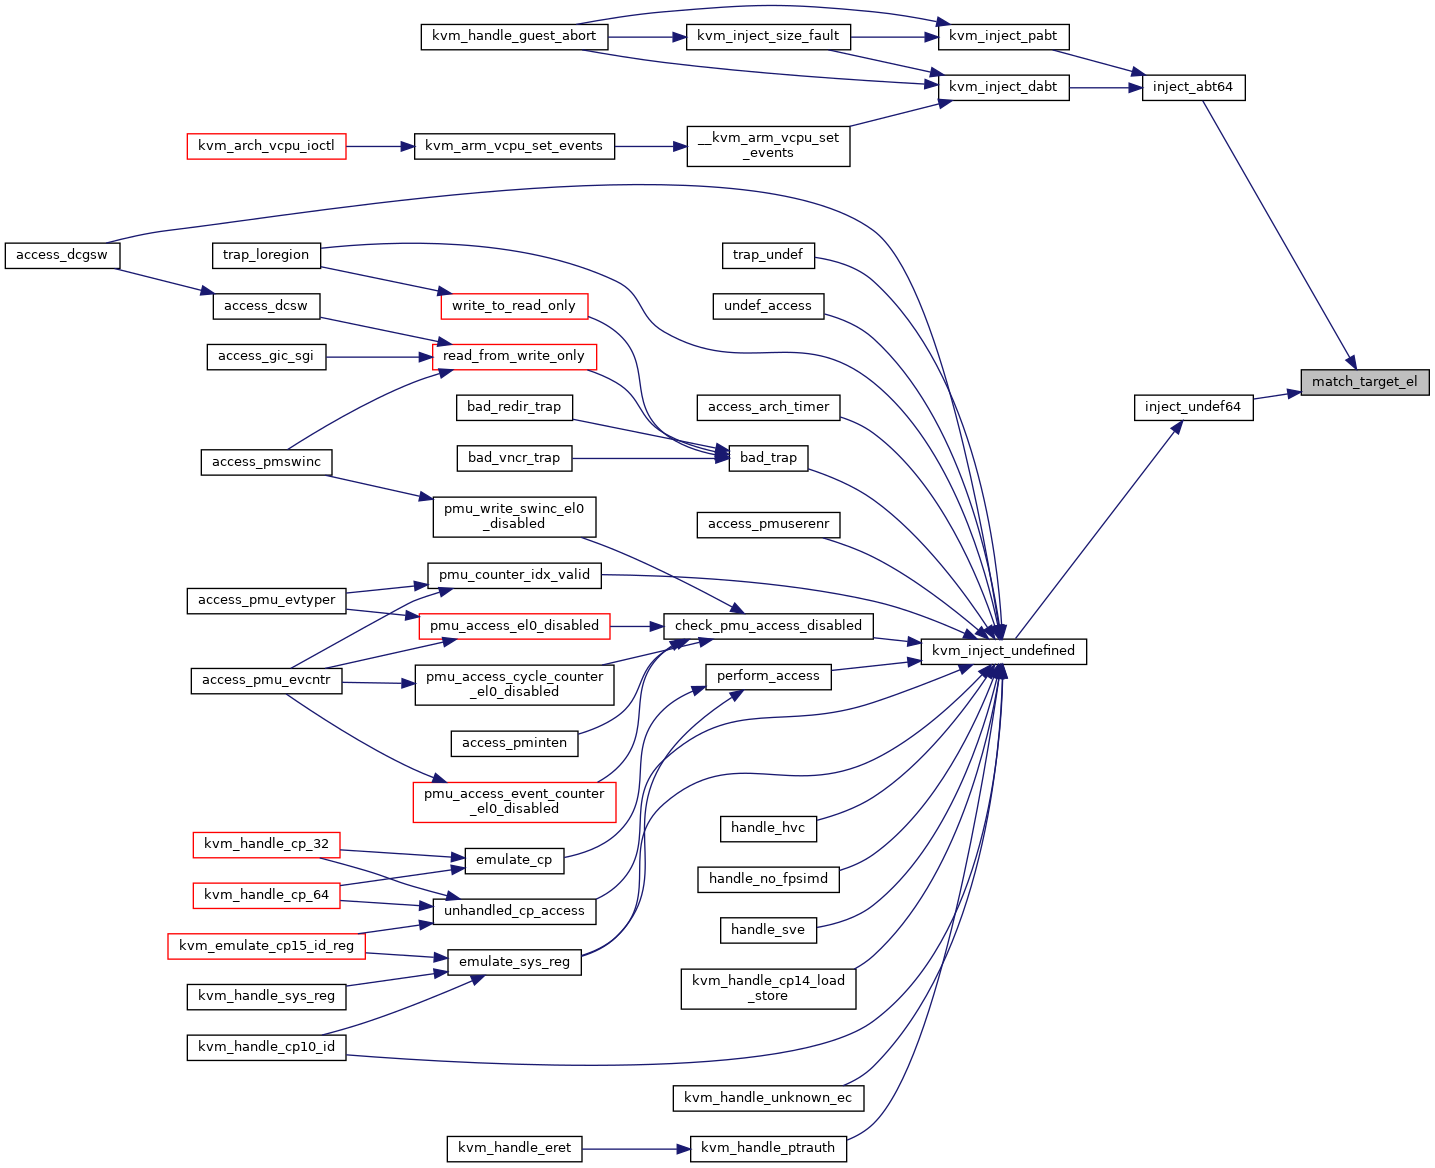 kvm_handle_guest_abort
kvm_inject_size_fault
kvm_inject_pabt
kvm_inject_dabt
inject_abt64
kvm_arch_vcpu_ioctl
kvm_arm_vcpu_set_events
__kvm_arm_vcpu_set
_events
access_dcgsw
trap_loregion
trap_undef
access_dcsw
write_to_read_only
undef_access
access_gic_sgi
read_from_write_only
match_target_el
bad_redir_trap
access_arch_timer
inject_undef64
access_pmswinc
bad_vncr_trap
bad_trap
pmu_write_swinc_el0
_disabled
access_pmuserenr
pmu_counter_idx_valid
access_pmu_evtyper
pmu_access_el0_disabled
check_pmu_access_disabled
kvm_inject_undefined
access_pmu_evcntr
pmu_access_cycle_counter
_el0_disabled
perform_access
access_pminten
pmu_access_event_counter
_el0_disabled
handle_hvc
kvm_handle_cp_32
emulate_cp
handle_no_fpsimd
kvm_handle_cp_64
unhandled_cp_access
handle_sve
kvm_emulate_cp15_id_reg
emulate_sys_reg
kvm_handle_cp14_load
_store
kvm_handle_sys_reg
kvm_handle_cp10_id
kvm_handle_unknown_ec
kvm_handle_eret
kvm_handle_ptrauth